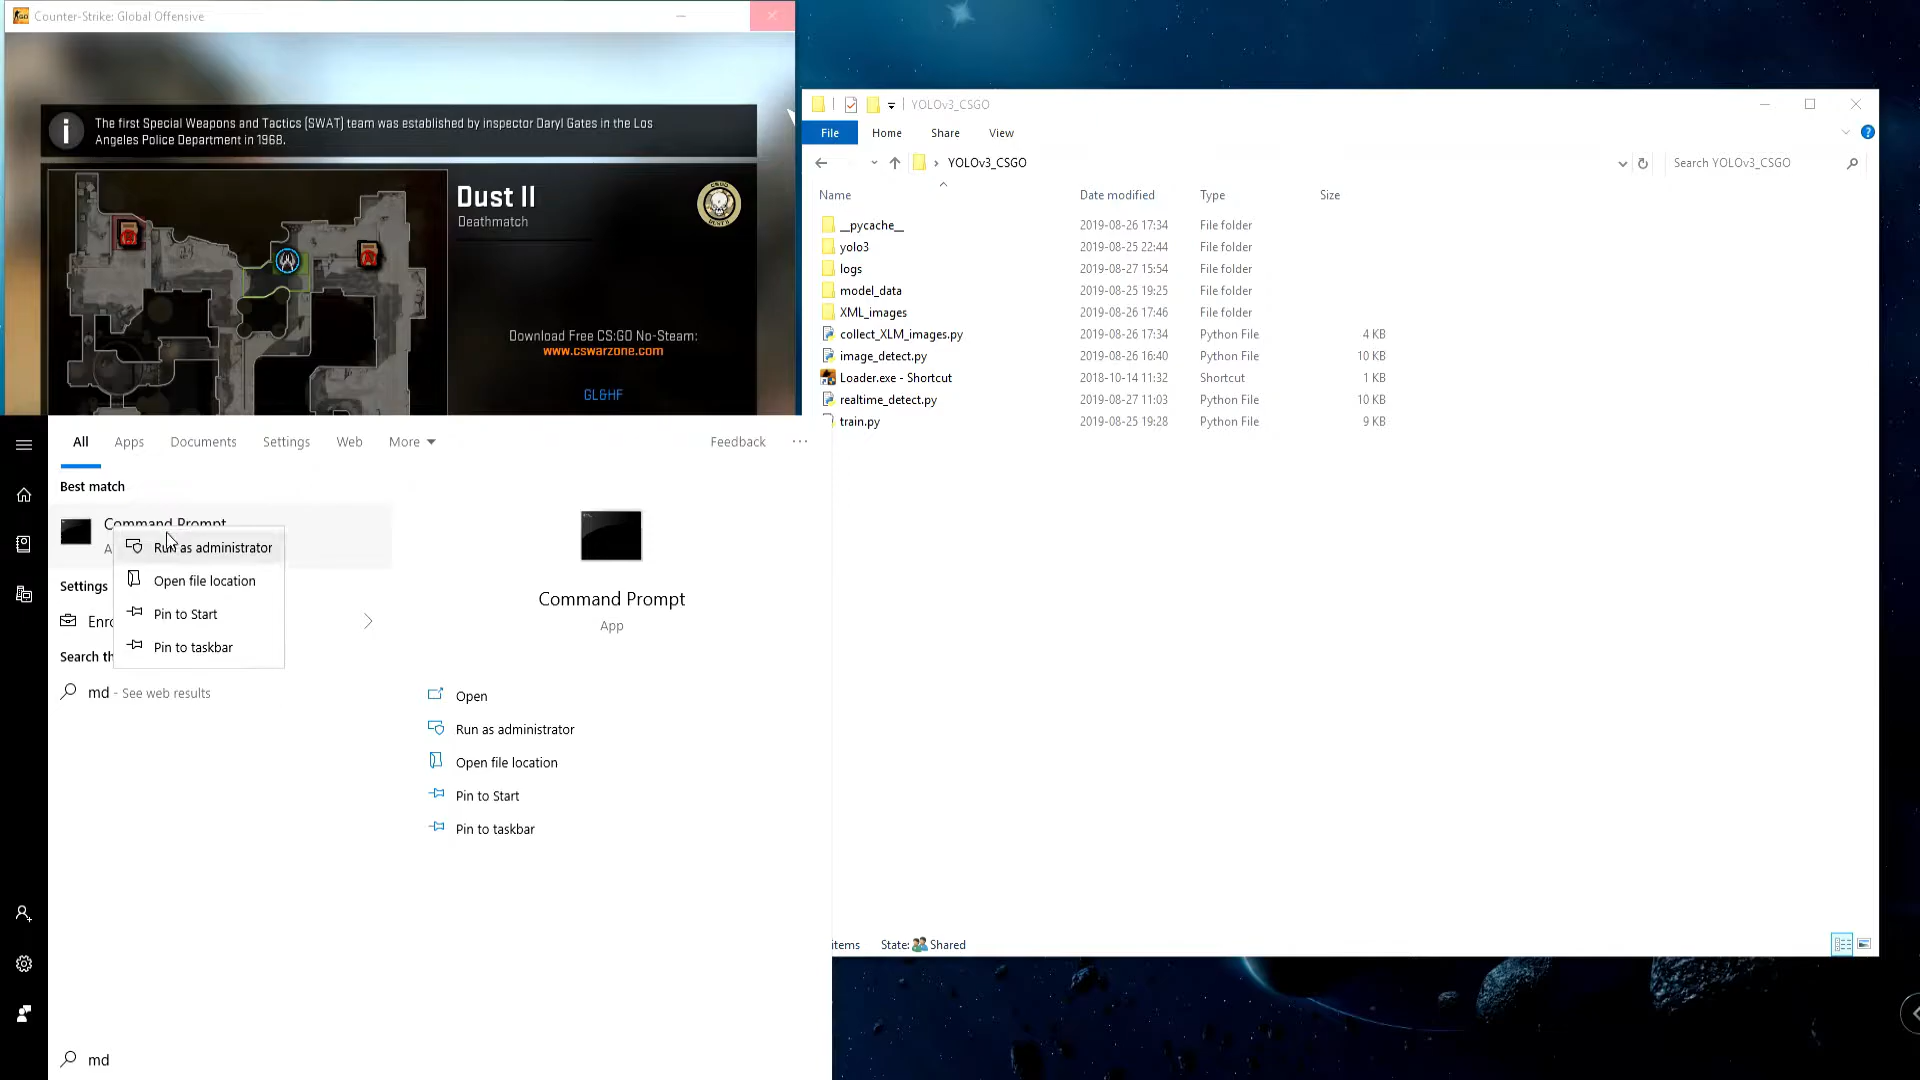 Counter-Strike: Global Offensive
The first Special Weapons and Tactics (SWAT) team was established by inspector Daryl Gates in the Los
Angeles Police Department in 1968.
Dust II
Deathmatch
Download Free CS:GO No-Steam:
www.cswarzone.com
GL&HF
YOLOv3_CSGO
File Home Share View
YOLOv3_CSGO
Search YOLOv3_CSGO
Name Date modified Type Size
__pycache__ 2019-08-26 17:34 File folder
yolo3 2019-08-25 22:44 File folder
logs 2019-08-27 15:54 File folder
model_data 2019-08-25 19:25 File folder
XML_images 2019-08-26 17:46 File folder
collect_XLM_images.py 2019-08-26 17:34 Python File 4 KB
image_detect.py 2019-08-26 16:40 Python File 10 KB
Loader.exe - Shortcut 2018-10-14 11:32 Shortcut 1 KB
realtime_detect.py 2019-08-27 11:03 Python File 10 KB
train.py 2019-08-25 19:28 Python File 9 KB
items State: Shared
All Apps Documents Settings Web More Feedback
Best match
Command Prompt
Run as administrator
Open file location
Pin to Start
Pin to taskbar
Settings
Search th
md - See web results
Command Prompt
App
Open
Run as administrator
Open file location
Pin to Start
Pin to taskbar
md